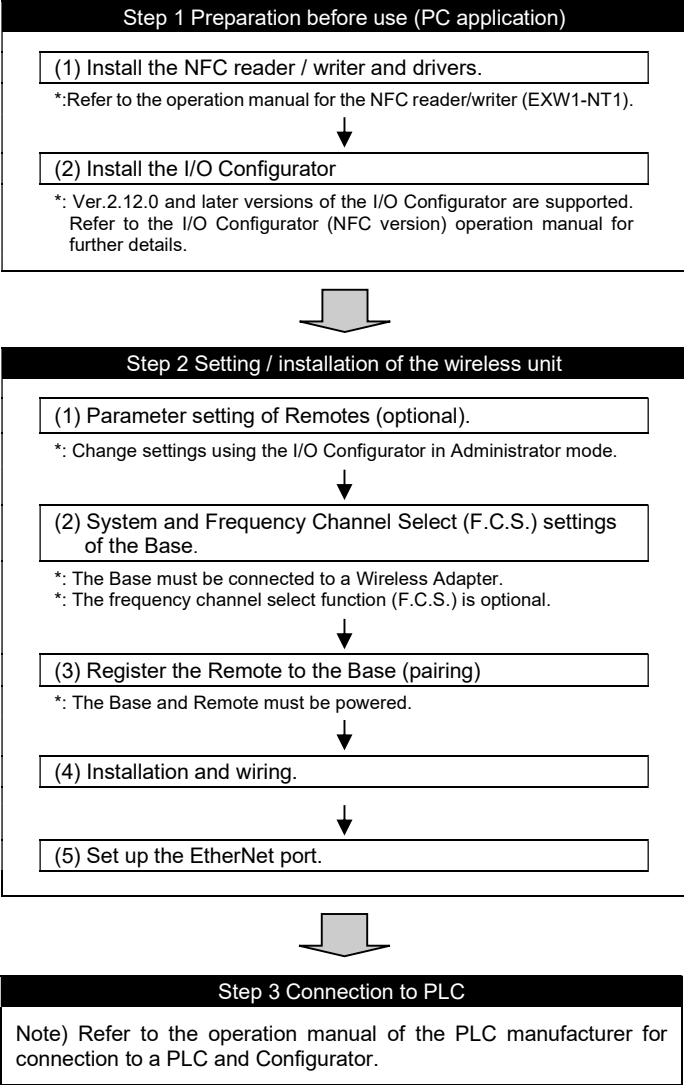 Step 1 Preparation before use (PC application)
(1) Install the NFC reader / writer and drivers.
*:Refer to the operation manual for the NFC reader/writer (EXW1-NT1).
(2) Install the I/O Configurator
*: Ver.2.12.0 and later versions of the I/O Configurator are supported.
Refer to the I/O Configurator (NFC version) operation manual for
further details.
Step 2 Setting / installation of the wireless unit
(1) Parameter setting of Remotes (optional).
*: Change settings using the I/O Configurator in Administrator mode.
(2) System and Frequency Channel Select (F.C.S.) settings
of the Base.
*: The Base must be connected to a Wireless Adapter.
*: The frequency channel select function (F.C.S.) is optional.
(3) Register the Remote to the Base (pairing)
*: The Base and Remote must be powered.
(4) Installation and wiring.
(5) Set up the EtherNet port.
Step 3 Connection to PLC
Note) Refer to the operation manual of the PLC manufacturer for
connection to a PLC and Configurator.